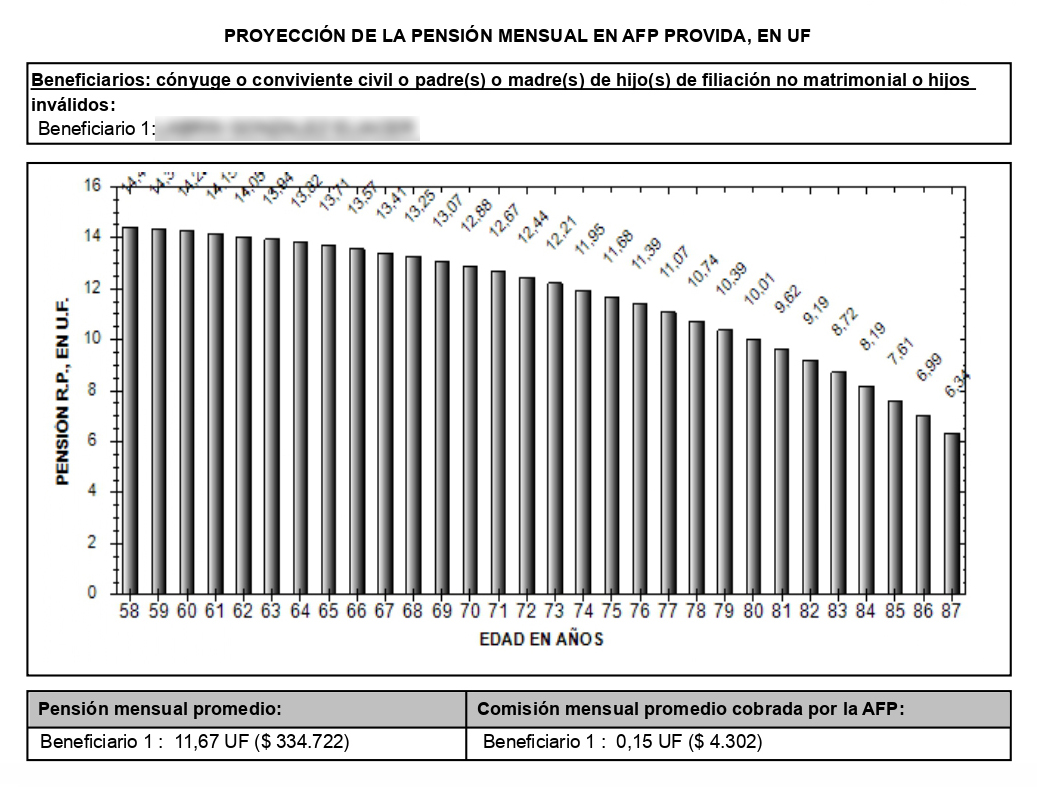 PROYECCIÓN DE LA PENSIÓN MENSUAL EN AFP PROVIDA, EN UF
Beneficiarios: cónyuge o conviviente civil o padre(s) o madre(s) de hijo(s) de filiación no matrimonial o hijos
inválidos:
Beneficiario 1:
PENSIÓN R.P., EN U.F.
16
14
12
10
8
6
4
2
0
14,15 14,05 13,94 13,82 13,71 13,57 13,41 13,25 13,07 12,88 12,67 12,44 12,21 11,95 11,68 11,39 11,07 10,74 10,39 10,01 9,62 9,19 8,72 8,19 7,61 6,99 6,34
58 59 60 61 62 63 64 65 66 67 68 69 70 71 72 73 74 75 76 77 78 79 80 81 82 83 84 85 86 87
EDAD EN AÑOS
Pensión mensual promedio: Comisión mensual promedio cobrada por la AFP:
Beneficiario 1 : 11,67 UF ($ 334.722) Beneficiario 1 : 0,15 UF ($ 4.302)